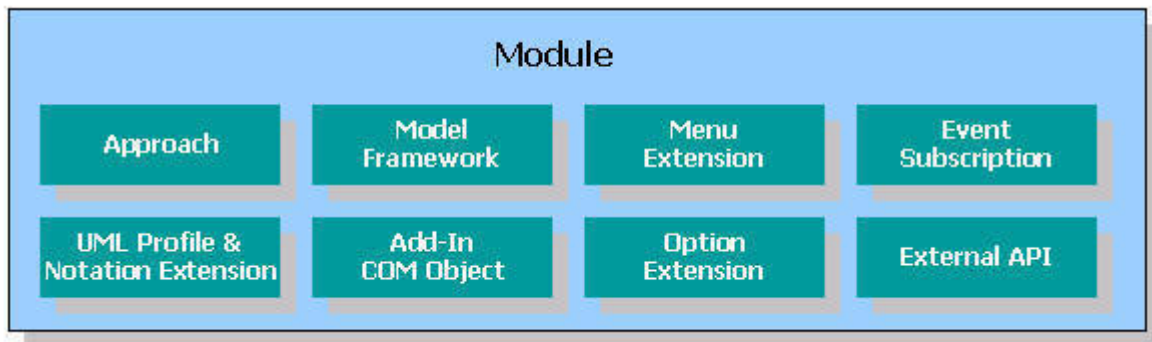 Module
Approach
Model
Framework
Menu
Extension
Event
Subscription
UML Profile &
Notation Extension
Add-In
COM Object
Option
Extension
External API